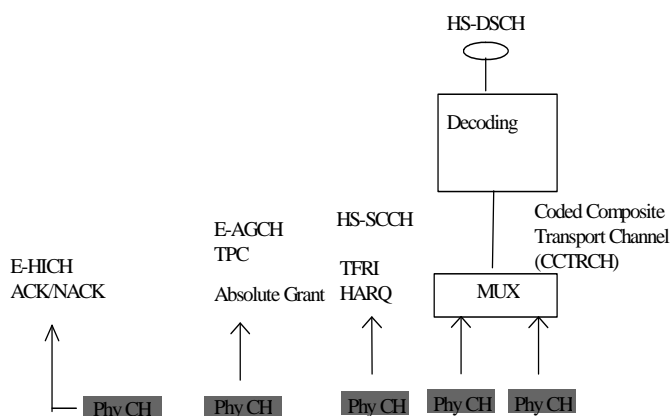 HS-DSCH
Decoding
Coded Composite
Transport Channel
(CCTRCH)
MUX
HS-SCCH
TFRI
HARQ
E-AGCH
TPC
Absolute Grant
E-HICH
ACK/NACK
Phy CH
Phy CH
Phy CH
Phy CH
Phy CH